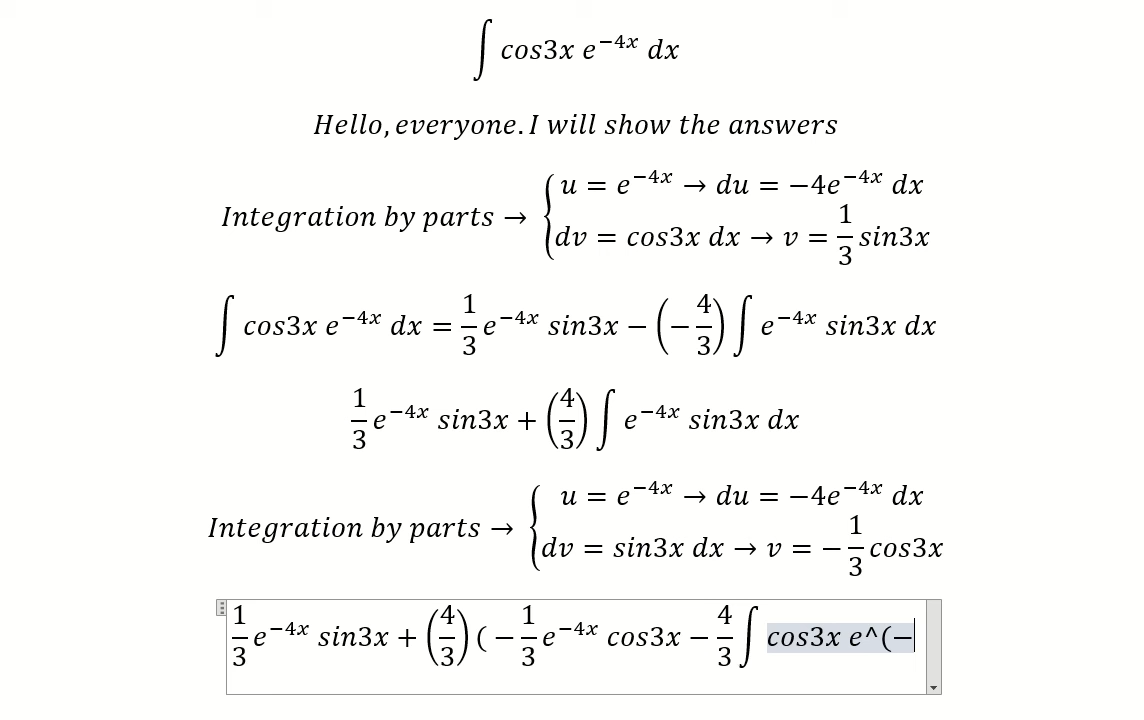 ∫ cos3x e^{−4x} dx
Hello, everyone. I will show the answers
Integration by parts → { u = e^{−4x} → du = −4e^{−4x} dx
dv = cos3x dx → v = 1/3 sin3x
∫ cos3x e^{−4x} dx = 1/3 e^{−4x} sin3x − (−4/3) ∫ e^{−4x} sin3x dx
1/3 e^{−4x} sin3x + (4/3) ∫ e^{−4x} sin3x dx
Integration by parts → { u = e^{−4x} → du = −4e^{−4x} dx
dv = sin3x dx → v = −1/3 cos3x
1/3 e^{−4x} sin3x + (4/3) (−1/3 e^{−4x} cos3x − 4/3 ∫ cos3x e^(−